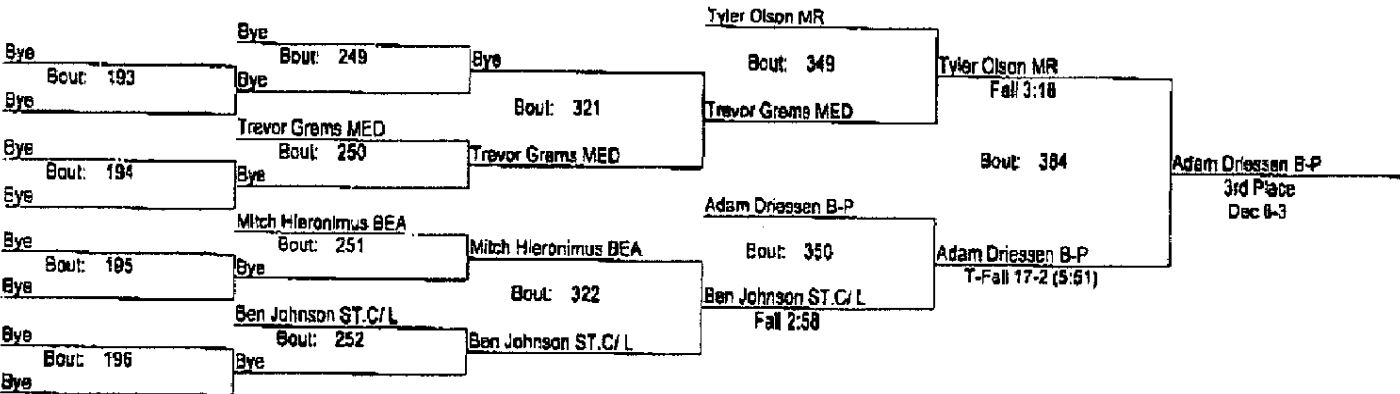 Bye
Bout: 193
Bye
Bye
Bout: 194
Bye
Bye
Bout: 195
Bye
Bye
Bout: 196
Bye
Bye
Bout: 249
Bye
Trevor Grams MED
Bout: 250
Bye
Mitch Hieronimus BEA
Bout: 251
Bye
Ben Johnson ST.C/ L
Bout: 252
Bye
Bye
Bout: 321
Trevor Grams MED
Mitch Hieronimus BEA
Bout: 322
Ben Johnson ST.C/ L
Tyler Olson MR
Bout: 349
Trevor Grams MED
Adam Driessen B-P
Bout: 350
Ben Johnson ST.C/ L
Fall 2:58
Tyler Olson MR
Fall 3:18
Bout: 384
Adam Driessen B-P
T-Fall 17-2 (5:51)
Adam Driessen B-P
3rd Place
Dec 6-3